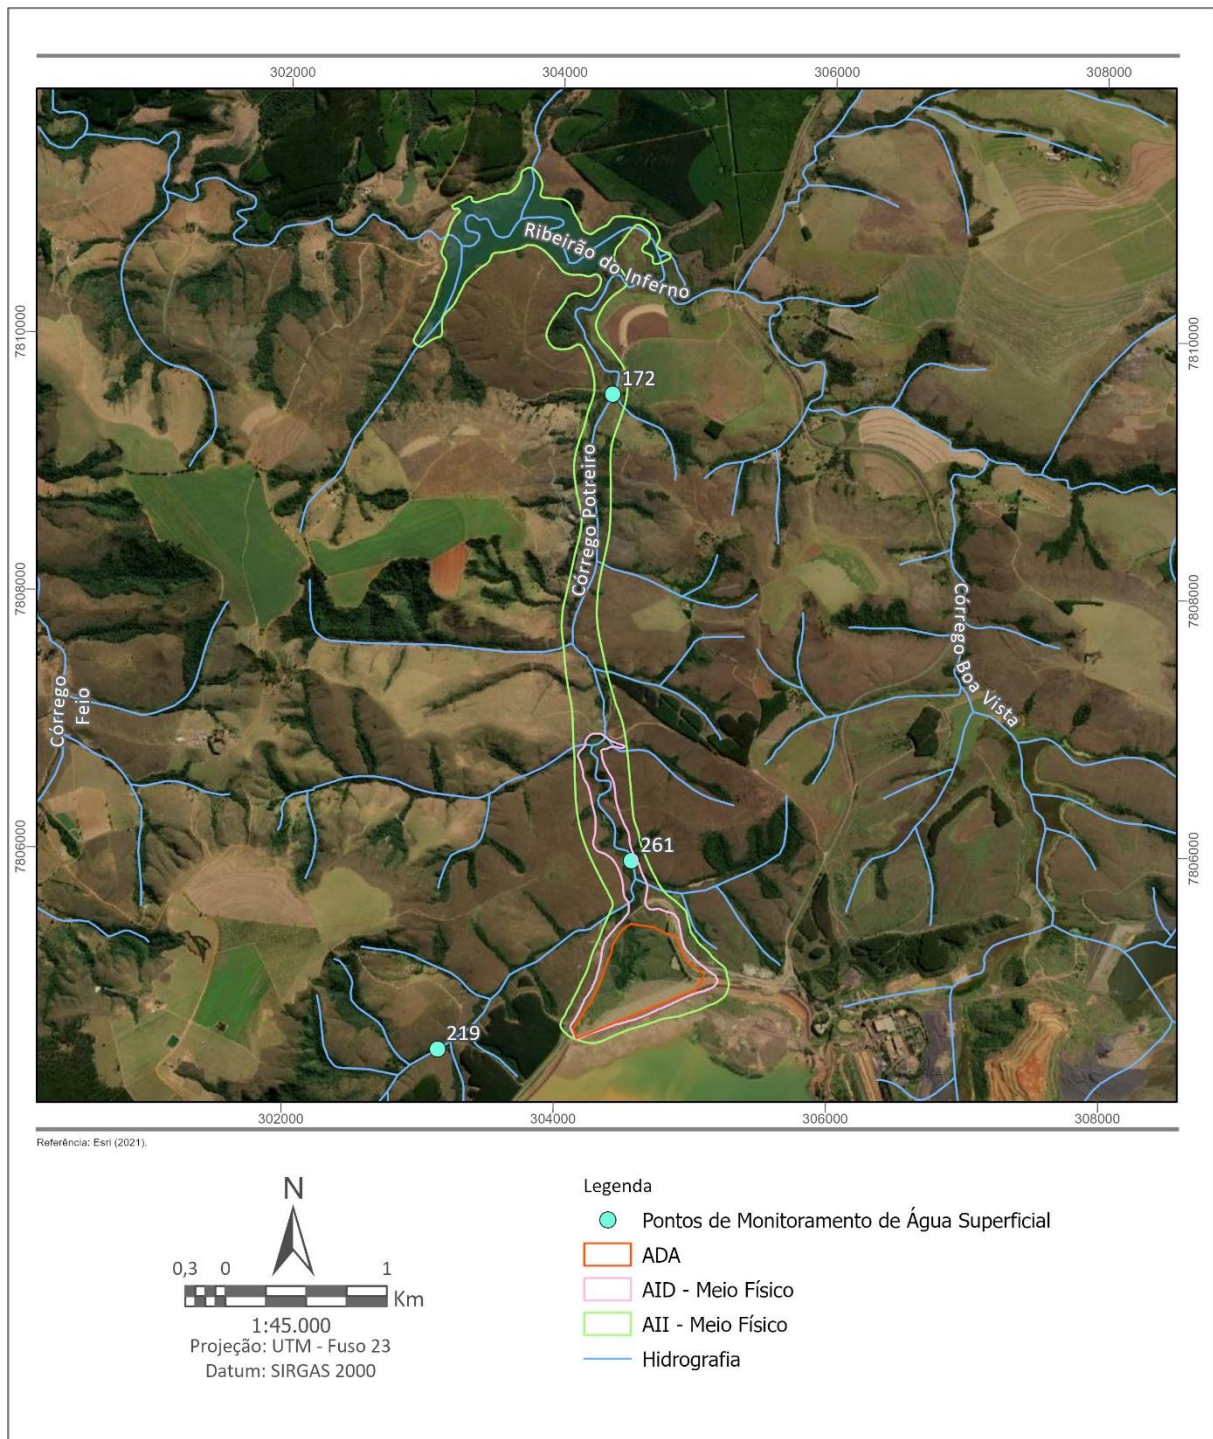 302000
304000
306000
308000
7810000
7810000
Ribeirão do Inferno
172
Córrego Potreiro
7808000
7808000
Córrego Boa Vista
Córrego
Feio
7806000
7806000
261
219
302000
304000
306000
308000
Referência: Esri (2021).
N
0,3 0 1
Km
1:45.000
Projeção: UTM - Fuso 23
Datum: SIRGAS 2000
Legenda
Pontos de Monitoramento de Água Superficial
ADA
AID - Meio Físico
AII - Meio Físico
Hidrografia